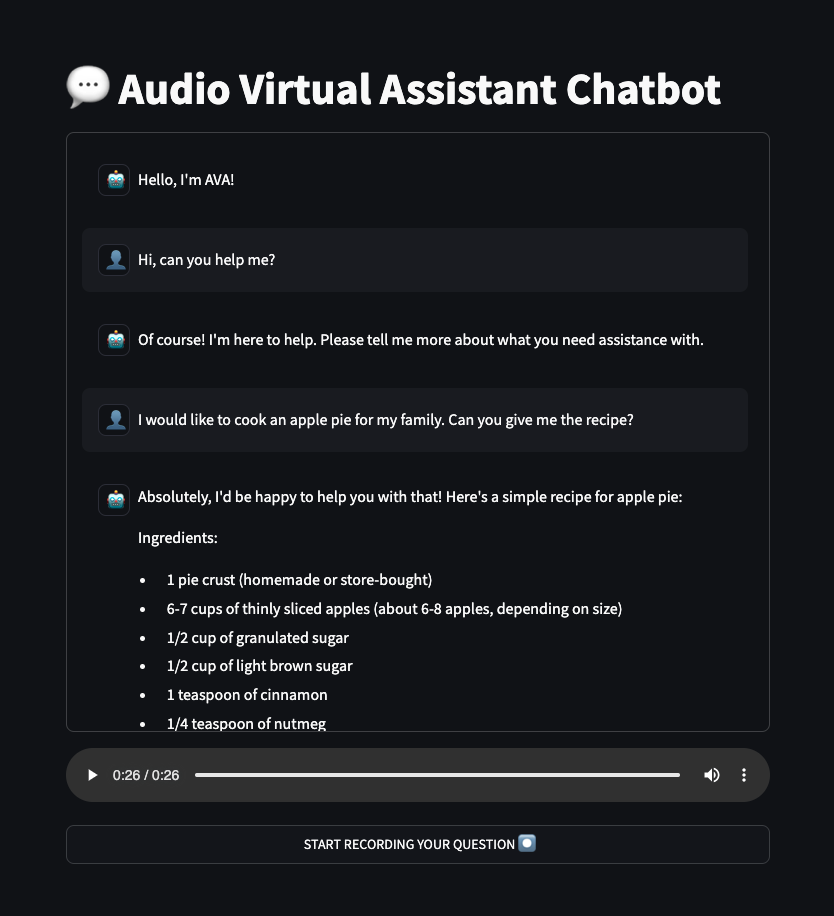 Audio Virtual Assistant Chatbot
Hello, I'm AVA!
Hi, can you help me?
Of course! I'm here to help. Please tell me more about what you need assistance with.
I would like to cook an apple pie for my family. Can you give me the recipe?
Absolutely, I'd be happy to help you with that! Here's a simple recipe for apple pie:
Ingredients:
• 1 pie crust (homemade or store-bought)
• 6-7 cups of thinly sliced apples (about 6-8 apples, depending on size)
• 1/2 cup of granulated sugar
• 1/2 cup of light brown sugar
• 1 teaspoon of cinnamon
• 1/4 teaspoon of nutmeg
0:26 / 0:26
START RECORDING YOUR QUESTION